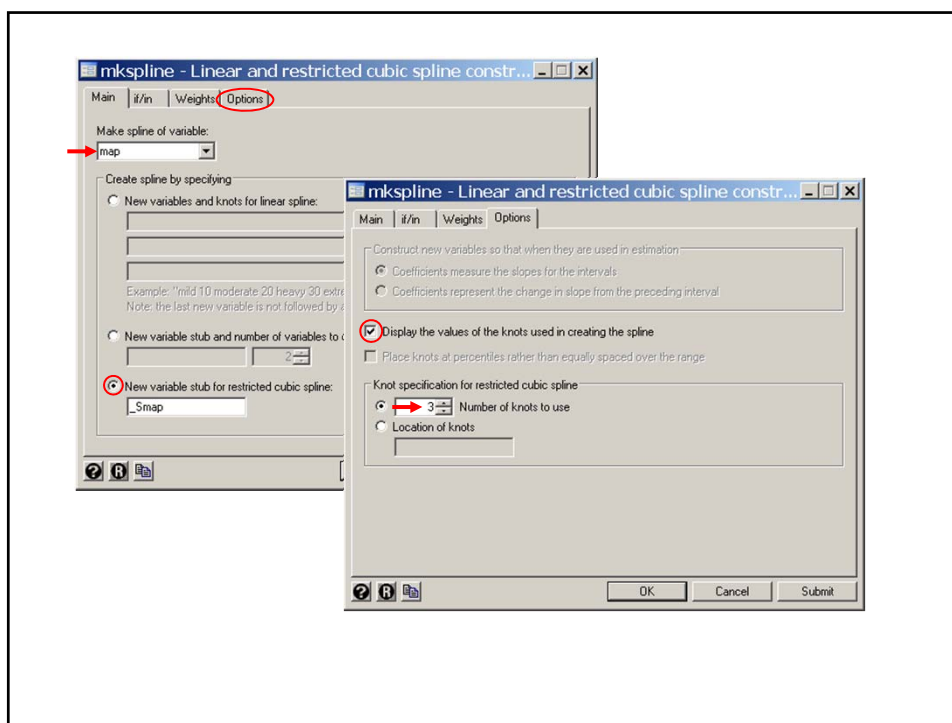 mkspline - Linear and restricted cubic spline constr...
Main if/in Weights Options
Make spline of variable:
map
Create spline by specifying
New variables and knots for linear spline:
Example: "mild 10 moderate 20 heavy 30 extre
Note: the last new variable is not followed by a
New variable stub and number of variables to c
2
New variable stub for restricted cubic spline:
_Smap
mkspline - Linear and restricted cubic spline constr...
Main if/in Weights Options
Construct new variables so that when they are used in estimation
Coefficients measure the slopes for the intervals
Coefficients represent the change in slope from the preceding interval
Display the values of the knots used in creating the spline
Place knots at percentiles rather than equally spaced over the range
Knot specification for restricted cubic spline
3 Number of knots to use
Location of knots
? R
? R OK Cancel Submit